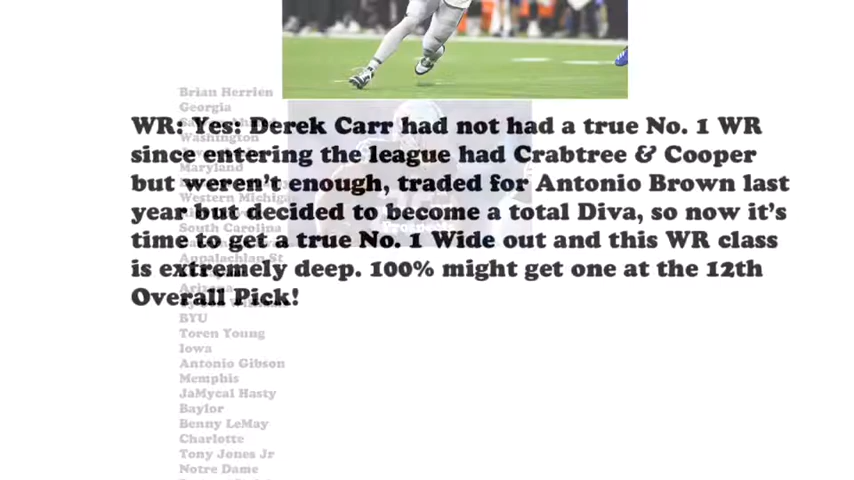 Brian Herrien
Georgia
WR: Yes: Derek Carr had not had a true No. 1 WR
Washington
since entering the league had Crabtree & Cooper
Maryland
but weren't enough, traded for Antonio Brown last
Western Michiga
year but decided to become a total Diva, so now it's
South Carolina
time to get a true No. 1 Wide out and this WR class
Appalachian St
is extremely deep. 100% might get one at the 12th
Arizona
Overall Pick!
BYU
Toren Young
Iowa
Antonio Gibson
Memphis
JaMycal Hasty
Baylor
Benny LeMay
Charlotte
Tony Jones Jr
Notre Dame